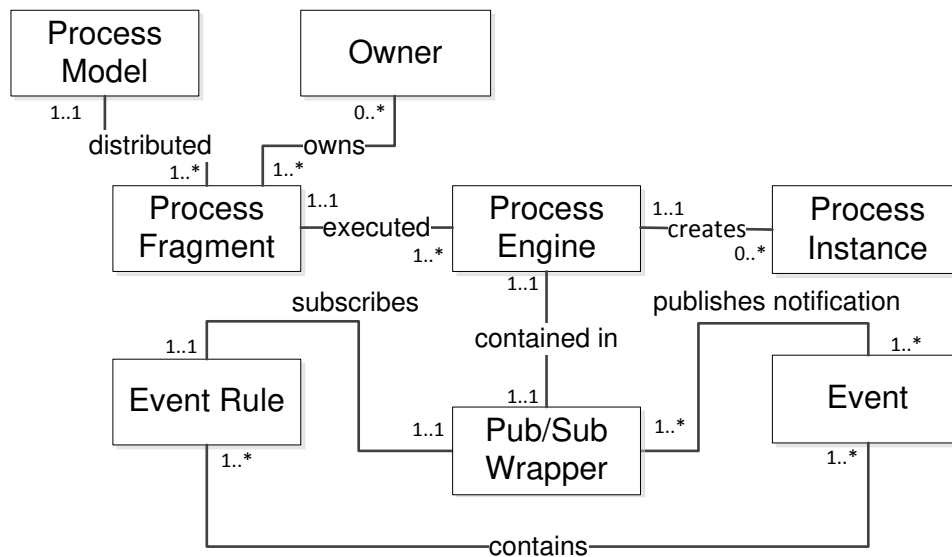 Process
Model
Owner
1..1
0..*
distributed
owns
1..*
1..*
Process
Fragment
1..1
executed
1..*
Process
Engine
1..1
creates
0..*
Process
Instance
1..1
subscribes
publishes notification
contained in
1..1
1..*
Event Rule
1..1
1..1
Pub/Sub
Wrapper
1..*
Event
1..*
1..*
contains